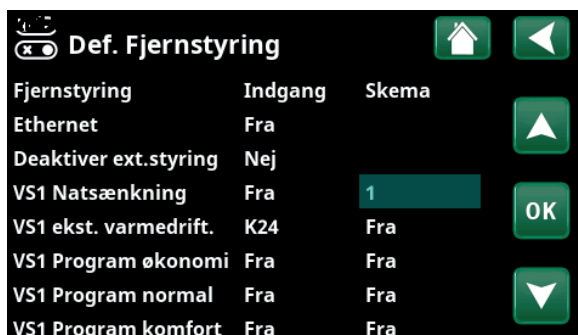 Def. Fjernstyring
Fjernstyring Indgang Skema
Ethernet Fra
Deaktiver ext.styring Nej
VS1 Natsænkning Fra 1
VS1 ekst. varmedrift. K24 Fra
OK
VS1 Program økonomi Fra Fra
VS1 Program normal Fra Fra
VS1 Program komfort Fra Fra